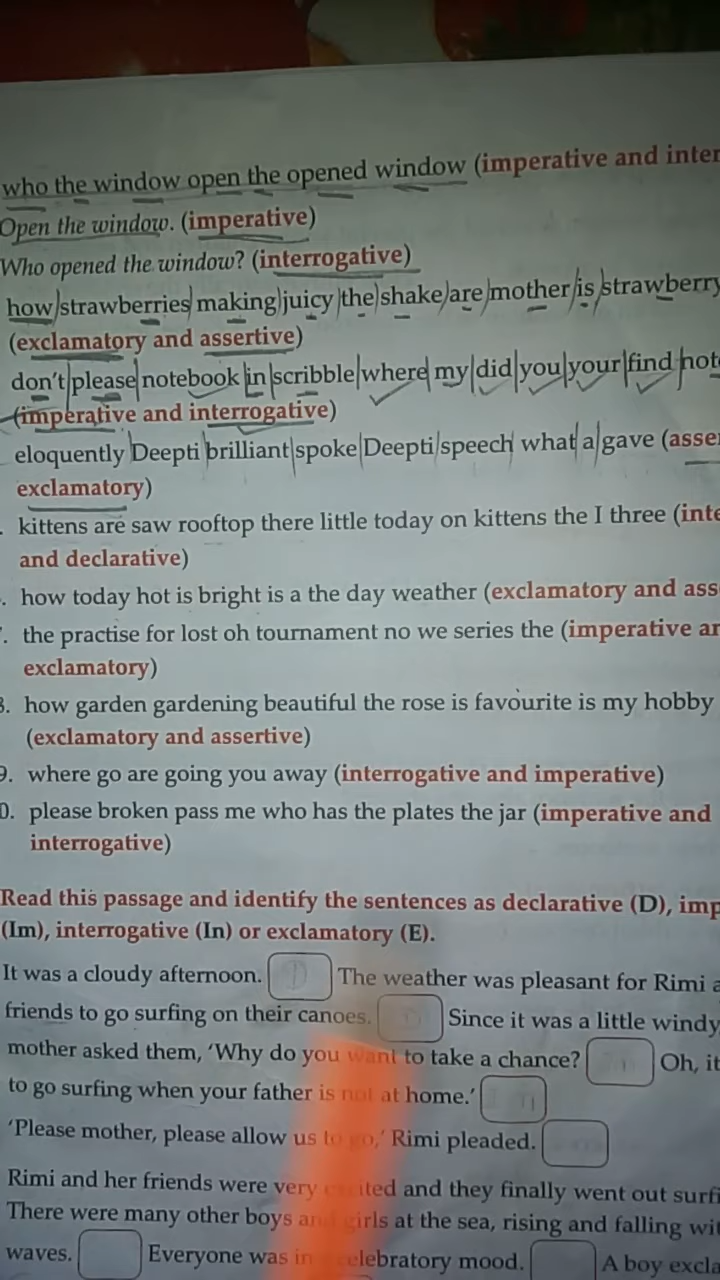 who the window open the opened window (imperative and inter
Open the window. (imperative)
Who opened the window? (interrogative)
how strawberries making juicy the shake are mother is strawberry
(exclamatory and assertive)
don't please notebook in scribble where my did you your find not
(imperative and interrogative)
eloquently Deepti brilliant spoke Deepti speech what a gave (asse
exclamatory)
. kittens are saw rooftop there little today on kittens the I three (inte
and declarative)
. how today hot is bright is a the day weather (exclamatory and ass
. the practise for lost oh tournament no we series the (imperative an
exclamatory)
8. how garden gardening beautiful the rose is favourite is my hobby
(exclamatory and assertive)
9. where go are going you away (interrogative and imperative)
0. please broken pass me who has the plates the jar (imperative and
interrogative)
Read this passage and identify the sentences as declarative (D), imp
(Im), interrogative (In) or exclamatory (E).
It was a cloudy afternoon. The weather was pleasant for Rimi a
friends to go surfing on their canoes. Since it was a little windy
mother asked them, 'Why do you want to take a chance? Oh, it
to go surfing when your father is not at home.'
'Please mother, please allow us to go,' Rimi pleaded.
Rimi and her friends were very excited and they finally went out surfi
There were many other boys and girls at the sea, rising and falling wit
waves. Everyone was in celebratory mood. A boy excla